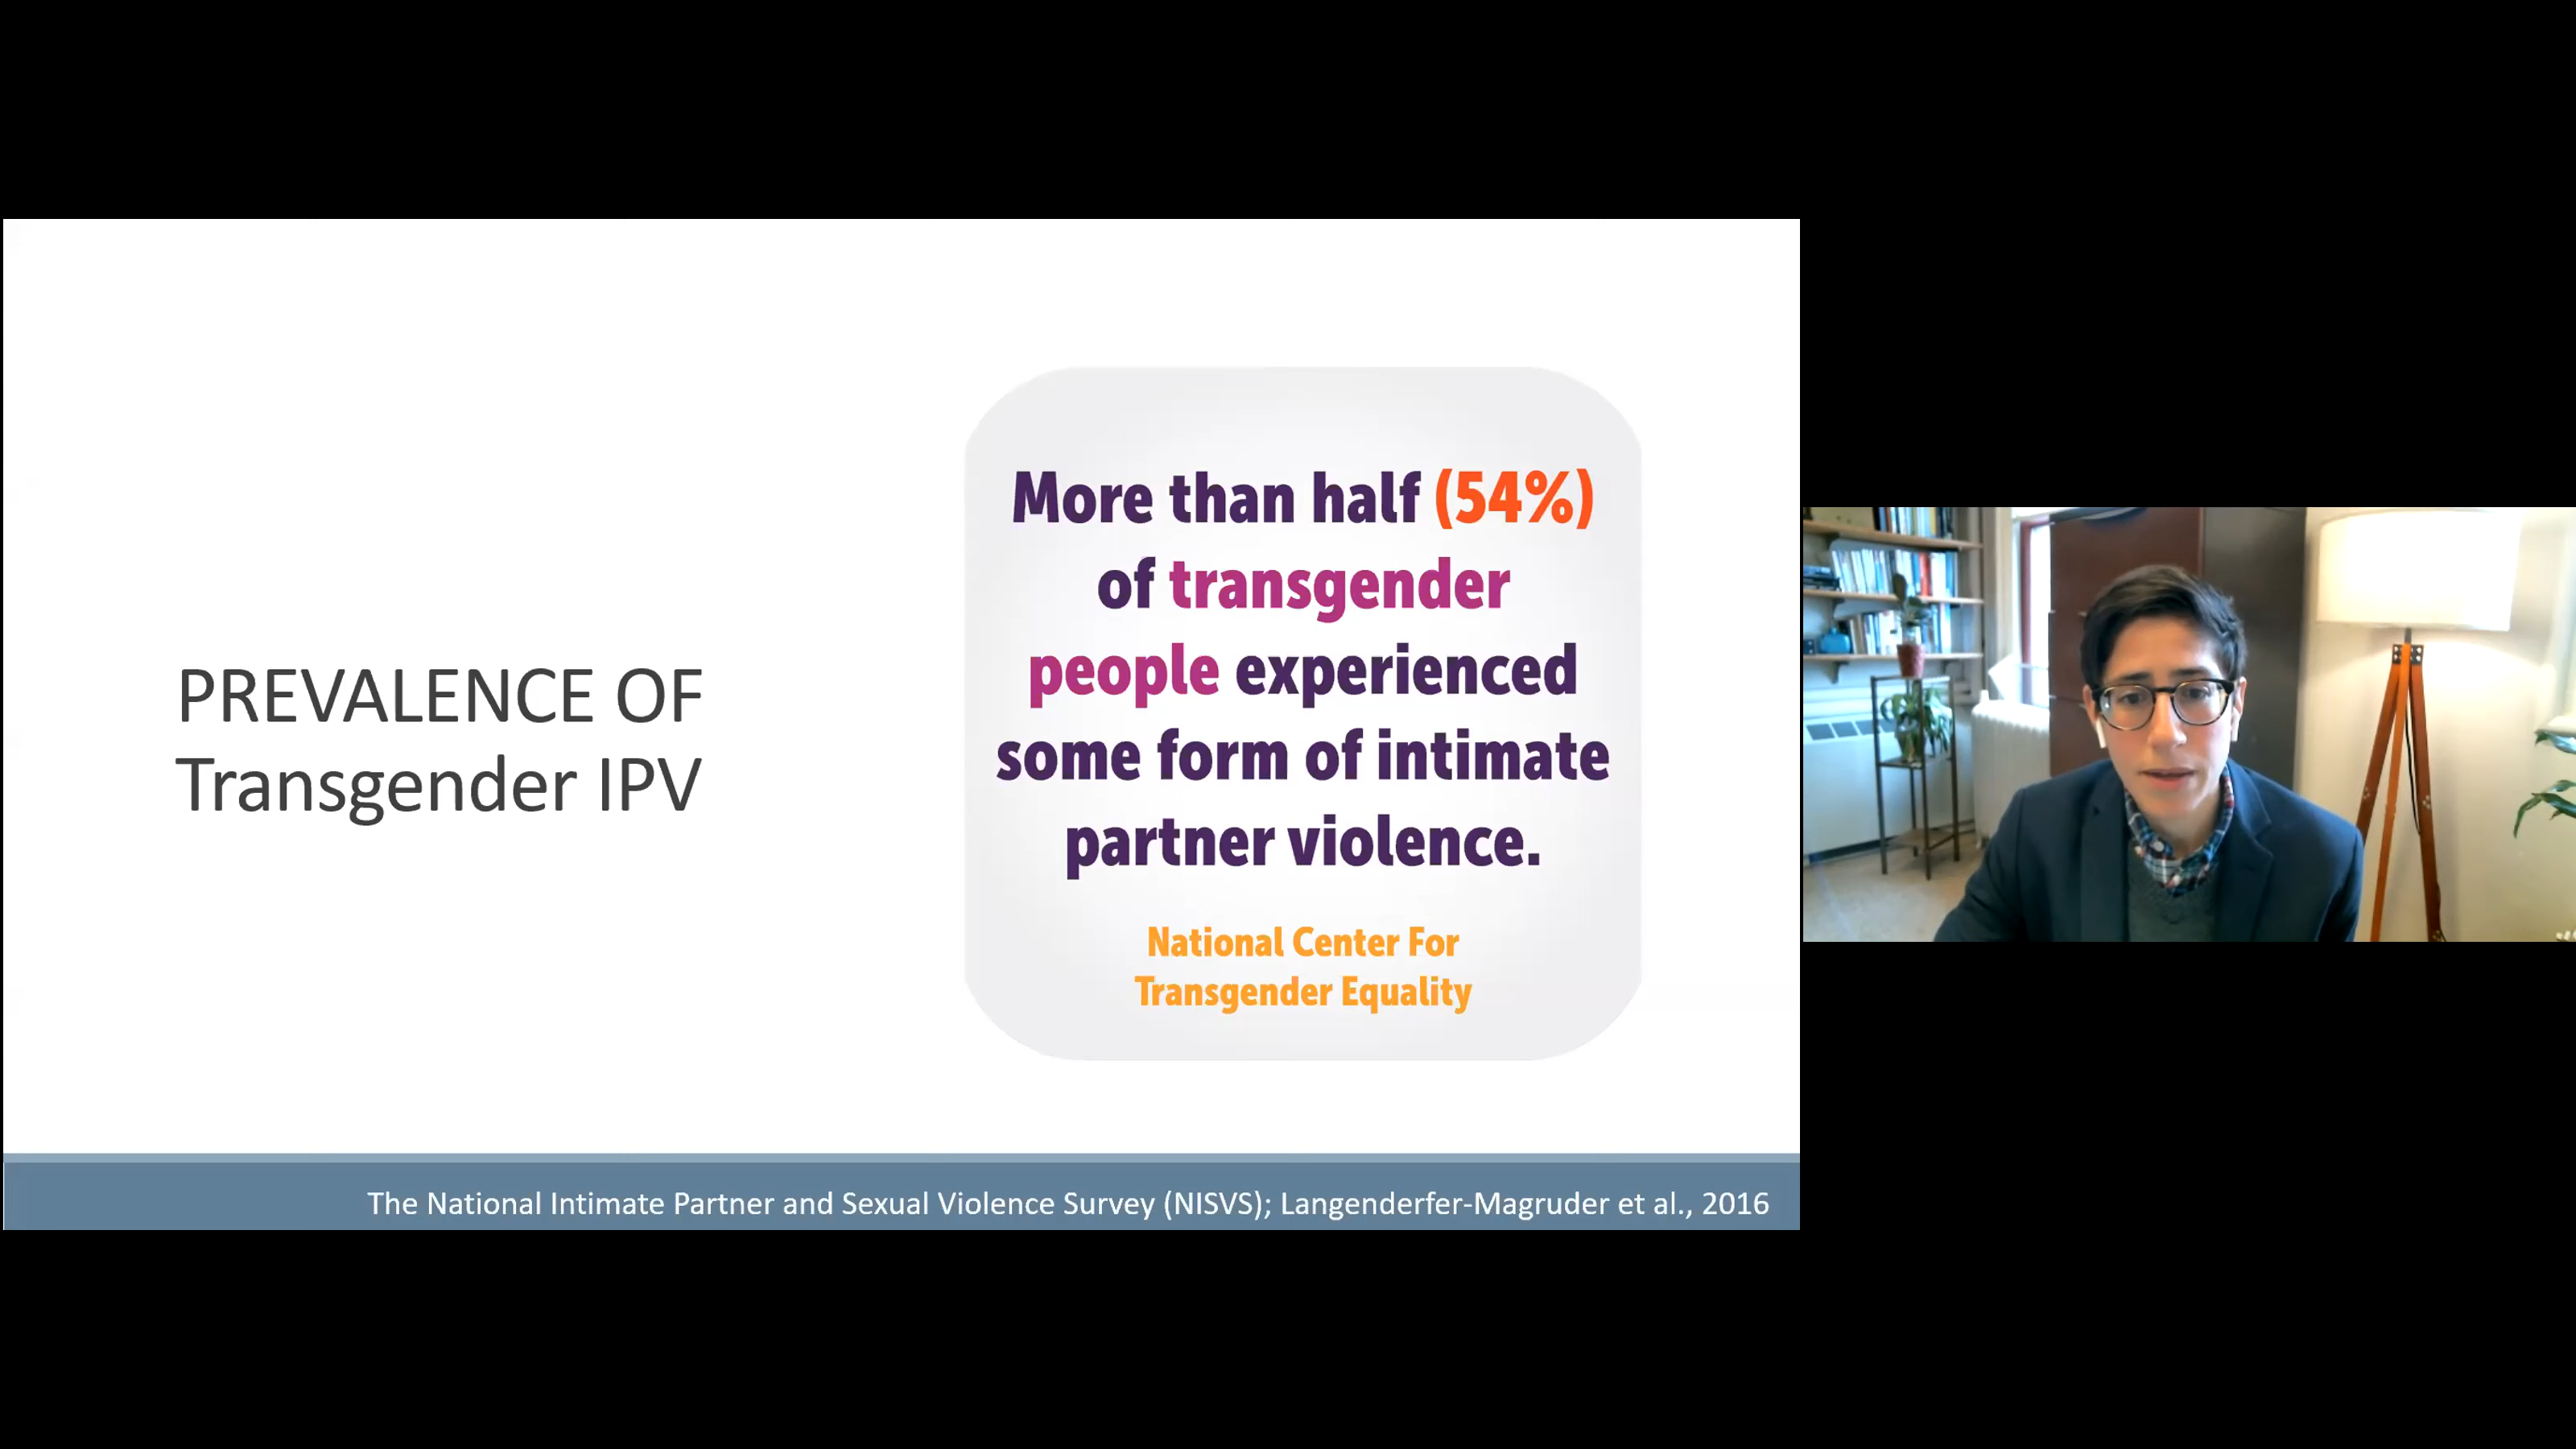 PREVALENCE OF
Transgender IPV
More than half (54%)
of transgender
people experienced
some form of intimate
partner violence.
National Center For
Transgender Equality
The National Intimate Partner and Sexual Violence Survey (NISVS); Langenderfer-Magruder et al., 2016